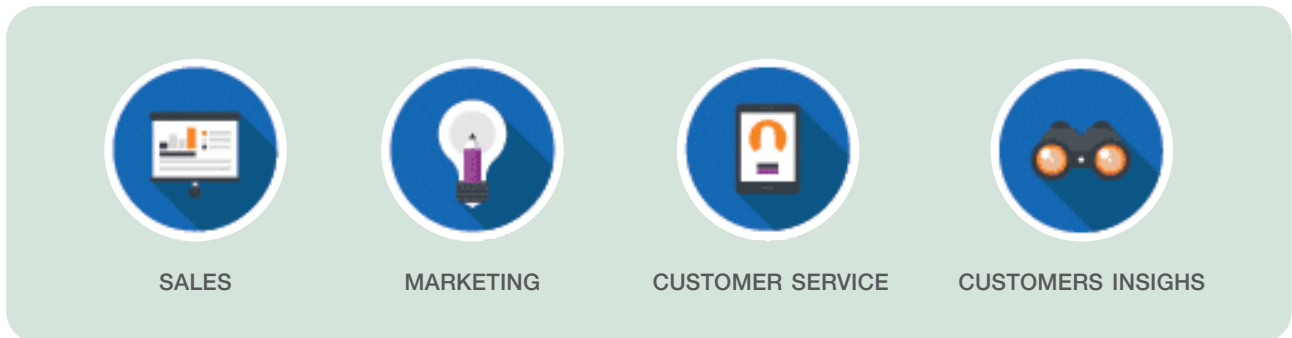 SALES
MARKETING
CUSTOMER SERVICE
CUSTOMERS INSIGHS